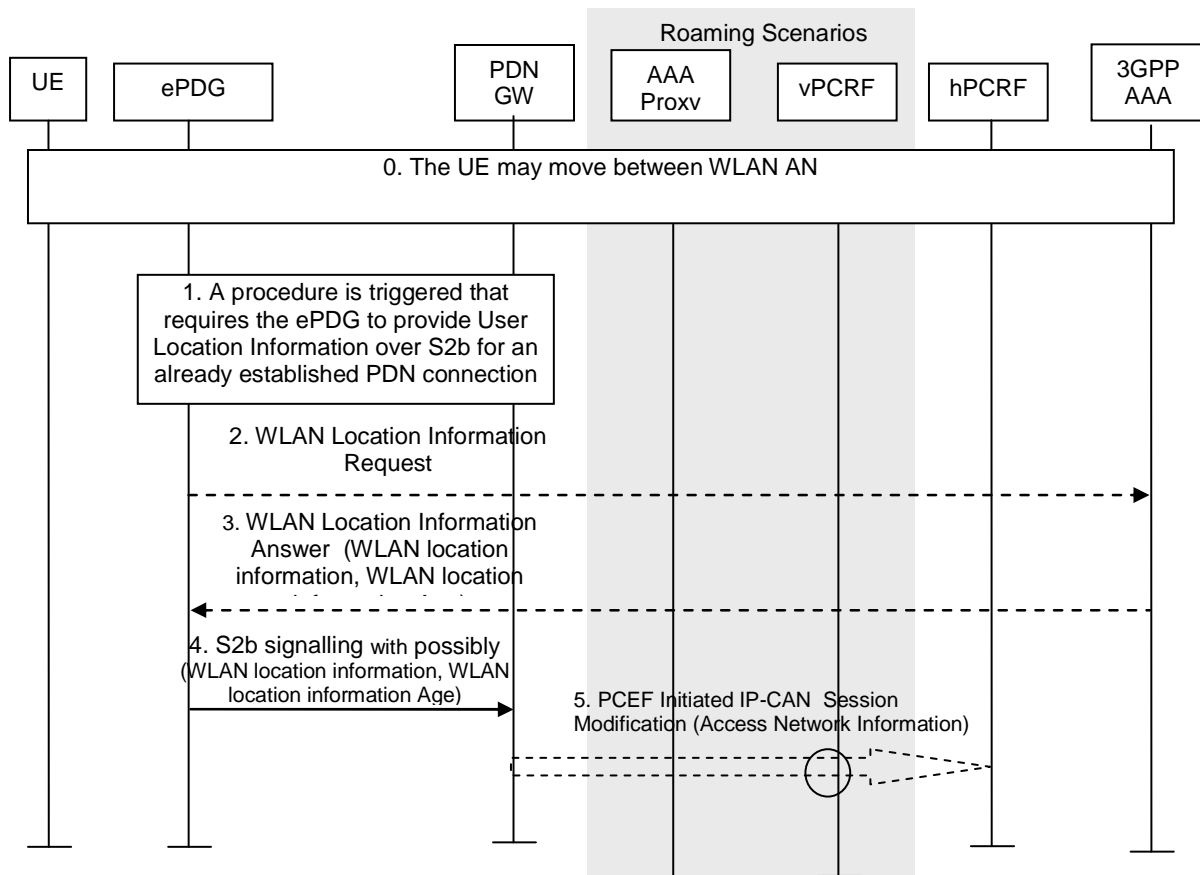 Roaming Scenarios
UE
ePDG
PDN
GW
AAA
Proxy
vPCRF
hPCRF
3GPP
AAA
0. The UE may move between WLAN AN
1. A procedure is triggered that
requires the ePDG to provide User
Location Information over S2b for an
already established PDN connection
2. WLAN Location Information
Request
3. WLAN Location Information
Answer (WLAN location
information, WLAN location
4. S2b signalling with possibly
(WLAN location information, WLAN
location information Age)
5. PCEF Initiated IP-CAN Session
Modification (Access Network Information)